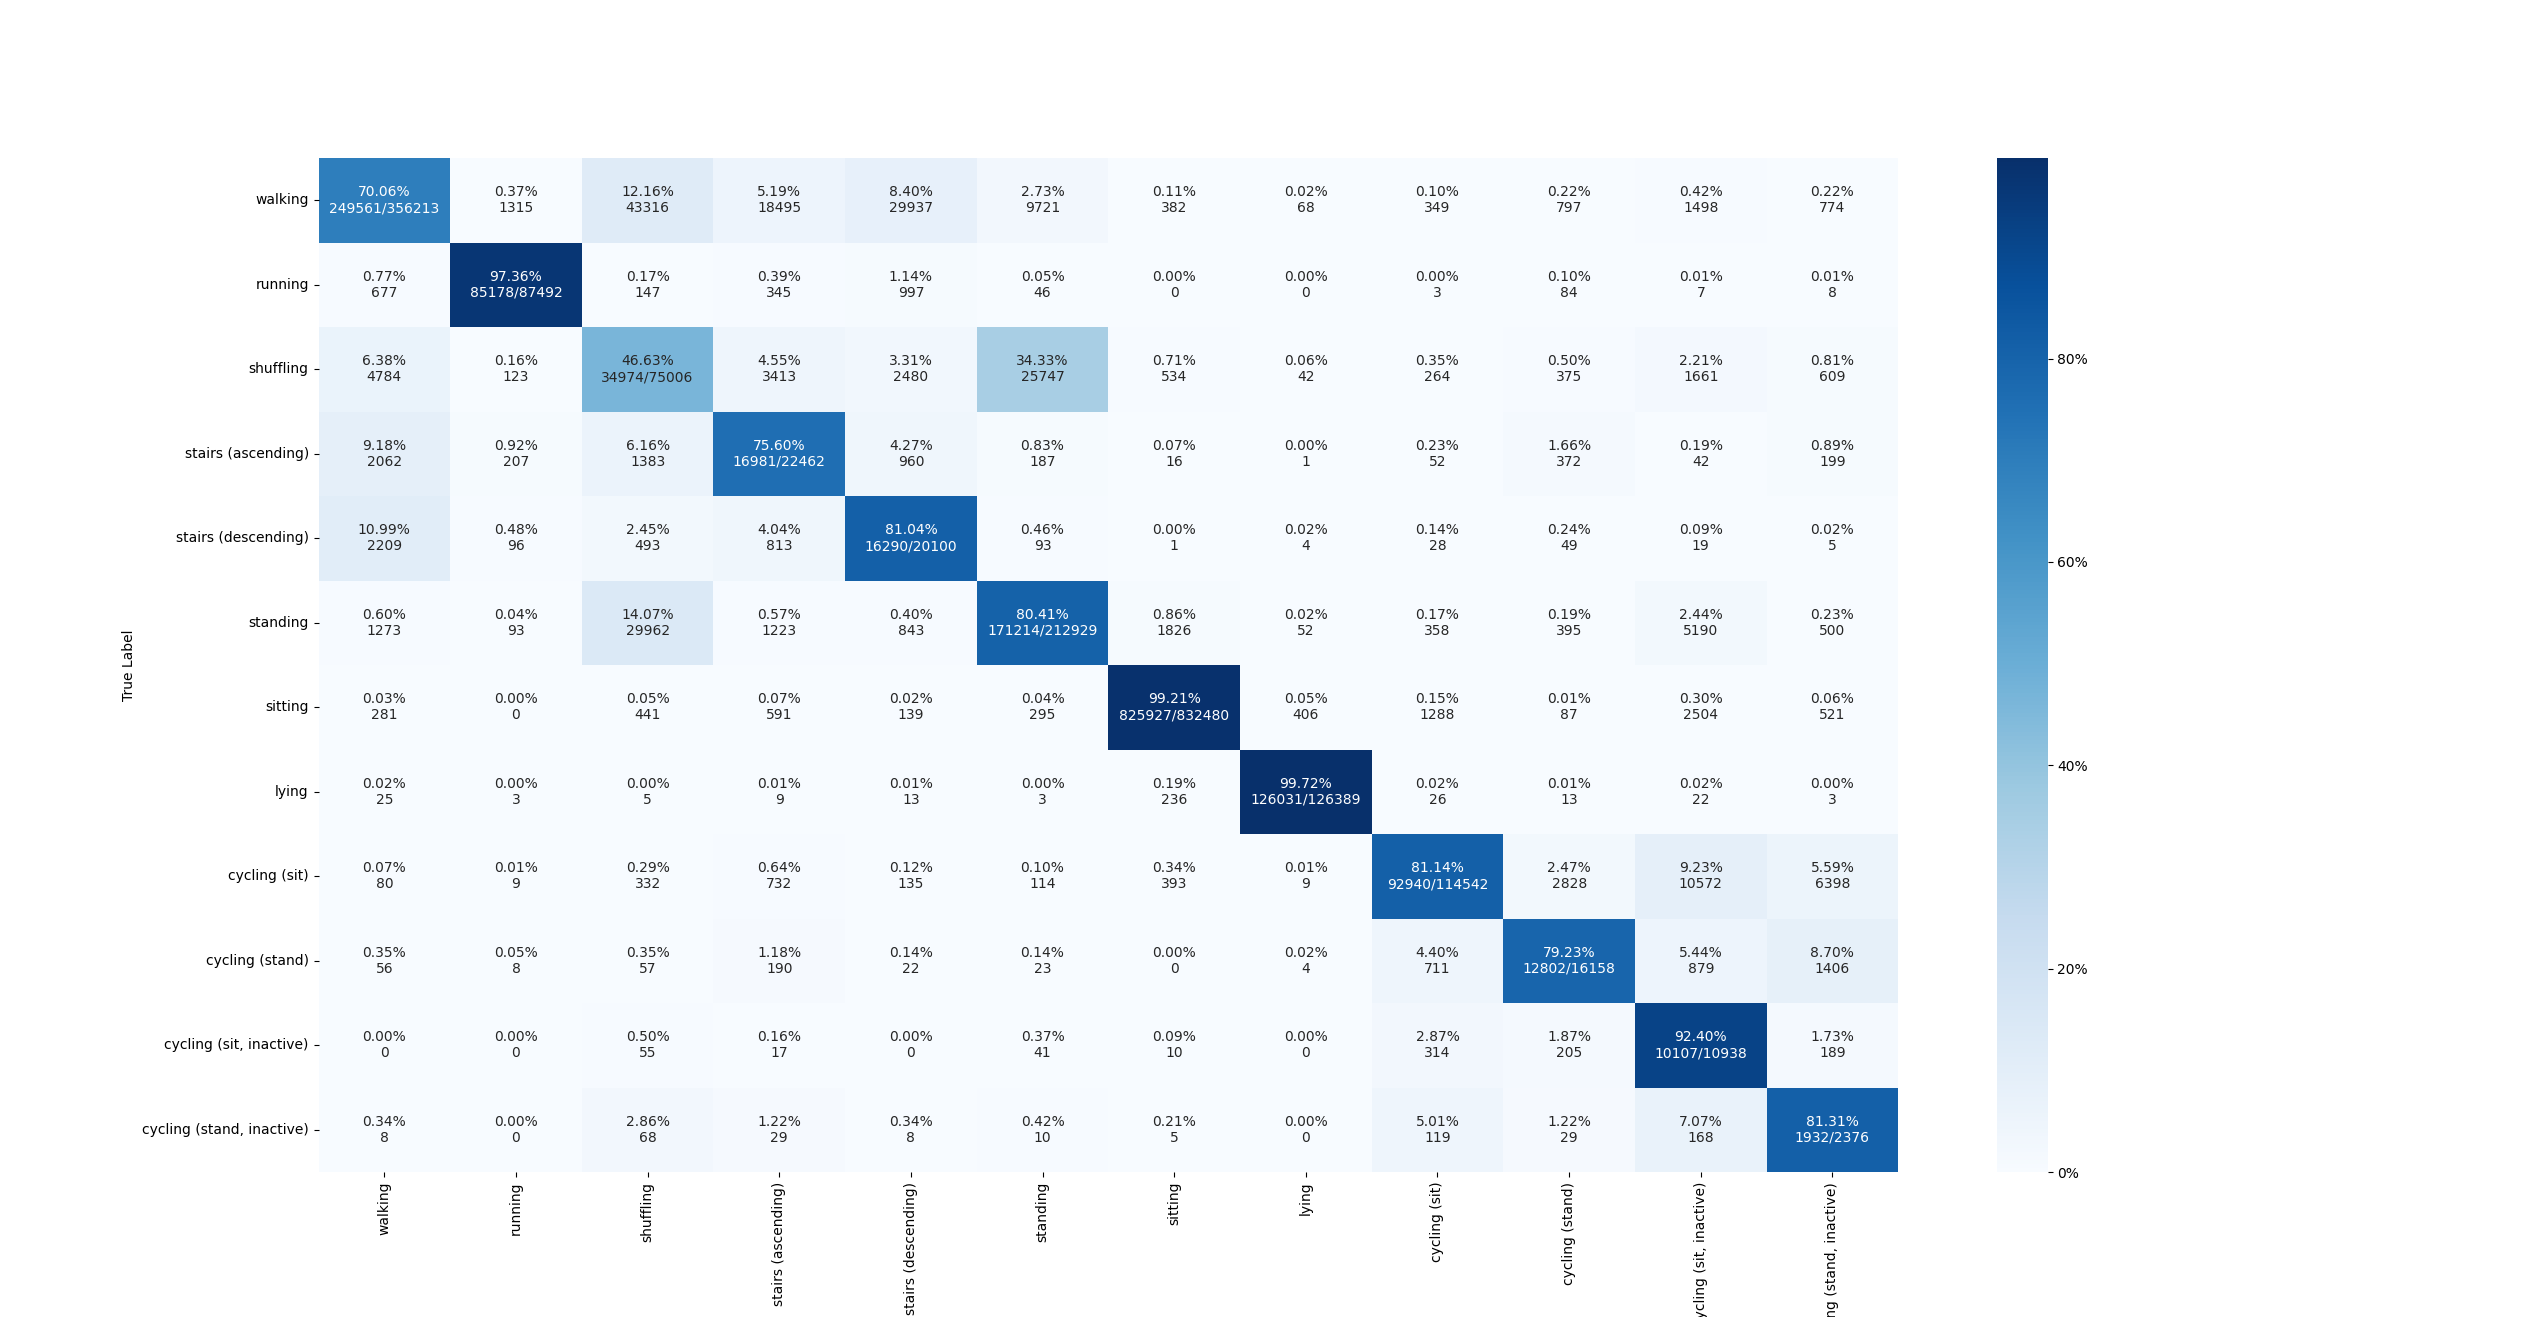 walking
70.06% 0.37% 12.16% 5.19% 8.40% 2.73% 0.11% 0.02% 0.10% 0.22% 0.42% 0.22%
249561/356213 1315 43316 18495 29937 9721 382 68 349 797 1498 774
running
0.77% 97.36% 0.17% 0.39% 1.14% 0.05% 0.00% 0.00% 0.00% 0.10% 0.01% 0.01%
677 85178/87492 147 345 997 46 0 0 3 84 7 8
shuffling
6.38% 0.16% 46.63% 4.55% 3.31% 34.33% 0.71% 0.06% 0.35% 0.50% 2.21% 0.81%
4784 123 34974/75006 3413 2480 25747 534 42 264 375 1661 609
stairs (ascending)
9.18% 0.92% 6.16% 75.60% 4.27% 0.83% 0.07% 0.00% 0.23% 1.66% 0.19% 0.89%
2062 207 1383 16981/22462 960 187 16 1 52 372 42 199
stairs (descending)
10.99% 0.48% 2.45% 4.04% 81.04% 0.46% 0.00% 0.02% 0.14% 0.24% 0.09% 0.02%
2209 96 493 813 16290/20100 93 1 4 28 49 19 5
standing
0.60% 0.04% 14.07% 0.57% 0.40% 80.41% 0.86% 0.02% 0.17% 0.19% 2.44% 0.23%
1273 93 29962 1223 843 171214/212929 1826 52 358 395 5190 500
sitting
0.03% 0.00% 0.05% 0.07% 0.02% 0.04% 99.21% 0.05% 0.15% 0.01% 0.30% 0.06%
281 0 441 591 139 295 825927/832480 406 1288 87 2504 521
lying
0.02% 0.00% 0.00% 0.01% 0.01% 0.00% 0.19% 99.72% 0.02% 0.01% 0.02% 0.00%
25 3 5 9 13 3 236 126031/126389 26 13 22 3
cycling (sit)
0.07% 0.01% 0.29% 0.64% 0.12% 0.10% 0.34% 0.01% 81.14% 2.47% 9.23% 5.59%
80 9 332 732 135 114 393 9 92940/114542 2828 10572 6398
cycling (stand)
0.35% 0.05% 0.35% 1.18% 0.14% 0.14% 0.00% 0.02% 4.40% 79.23% 5.44% 8.70%
56 8 57 190 22 23 0 4 711 12802/16158 879 1406
cycling (sit, inactive)
0.00% 0.00% 0.50% 0.16% 0.00% 0.37% 0.09% 0.00% 2.87% 1.87% 92.40% 1.73%
0 0 55 17 0 41 10 0 314 205 10107/10938 189
cycling (stand, inactive)
0.34% 0.00% 2.86% 1.22% 0.34% 0.42% 0.21% 0.00% 5.01% 1.22% 7.07% 81.31%
8 0 68 29 8 10 5 0 119 29 168 1932/2376
True Label
walking
running
shuffling
stairs (ascending)
stairs (descending)
standing
sitting
lying
cycling (sit)
cycling (stand)
ycling (sit, inactive)
ng (stand, inactive)
80%
60%
40%
20%
0%